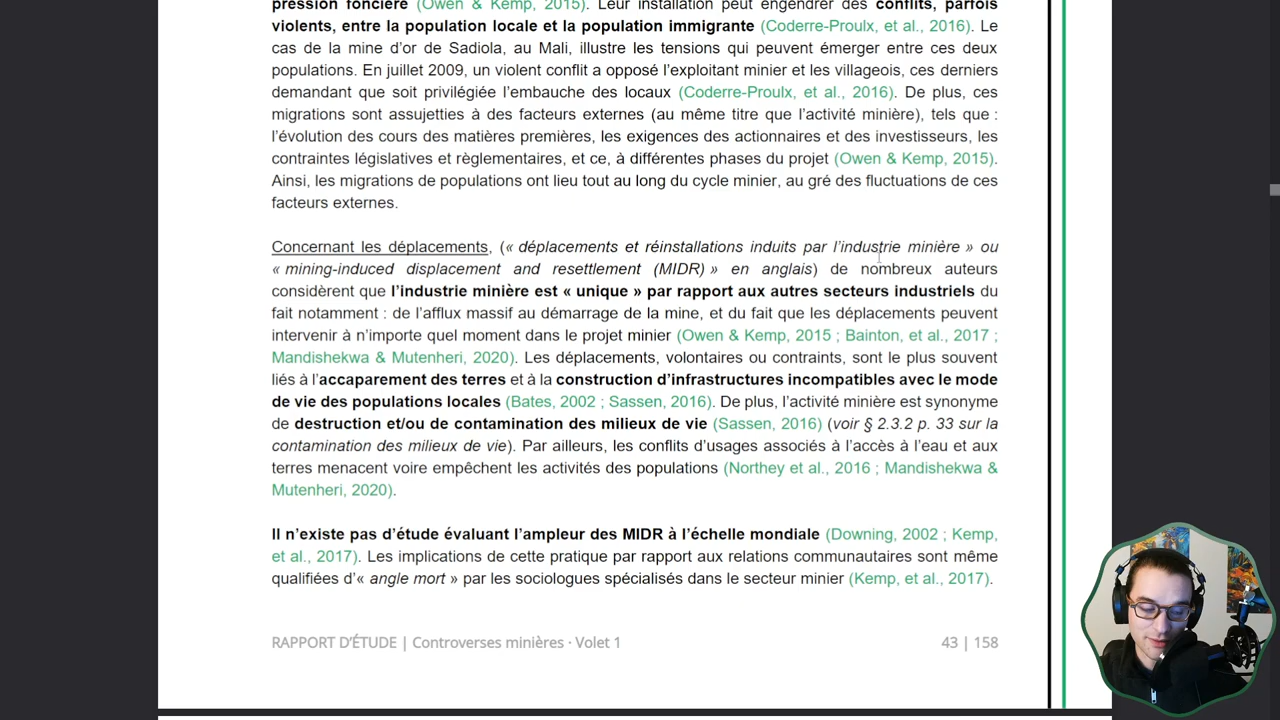 pression foncière (Owen & Kemp, 2015). Leur installation peut engendrer des conflits, parfois
violents, entre la population locale et la population immigrante (Coderre-Proulx, et al., 2016). Le
cas de la mine d’or de Sadiola, au Mali, illustre les tensions qui peuvent émerger entre ces deux
populations. En juillet 2009, un violent conflit a opposé l’exploitant minier et les villageois, ces derniers
demandant que soit privilégiée l’embauche des locaux (Coderre-Proulx, et al., 2016). De plus, ces
migrations sont assujetties à des facteurs externes (au même titre que l’activité minière), tels que :
l’évolution des cours des matières premières, les exigences des actionnaires et des investisseurs, les
contraintes législatives et règlementaires, et ce, à différentes phases du projet (Owen & Kemp, 2015).
Ainsi, les migrations de populations ont lieu tout au long du cycle minier, au gré des fluctuations de ces
facteurs externes.
Concernant les déplacements, (« déplacements et réinstallations induits par l’industrie minière » ou
« mining-induced displacement and resettlement (MIDR) » en anglais) de nombreux auteurs
considèrent que l’industrie minière est « unique » par rapport aux autres secteurs industriels du
fait notamment : de l’afflux massif au démarrage de la mine, et du fait que les déplacements peuvent
intervenir à n’importe quel moment dans le projet minier (Owen & Kemp, 2015 ; Bainton, et al., 2017 ;
Mandishekwa & Mutenheri, 2020). Les déplacements, volontaires ou contraints, sont le plus souvent
liés à l’accaparement des terres et à la construction d’infrastructures incompatibles avec le mode
de vie des populations locales (Bates, 2002 ; Sassen, 2016). De plus, l’activité minière est synonyme
de destruction et/ou de contamination des milieux de vie (Sassen, 2016) (voir § 2.3.2 p. 33 sur la
contamination des milieux de vie). Par ailleurs, les conflits d’usages associés à l’accès à l’eau et aux
terres menacent voire empêchent les activités des populations (Northey et al., 2016 ; Mandishekwa &
Mutenheri, 2020).
Il n’existe pas d’étude évaluant l’ampleur des MIDR à l’échelle mondiale (Downing, 2002 ; Kemp,
et al., 2017). Les implications de cette pratique par rapport aux relations communautaires sont même
qualifiées d’« angle mort » par les sociologues spécialisés dans le secteur minier (Kemp, et al., 2017).
RAPPORT D’ÉTUDE | Controverses minières · Volet 1
43 | 158